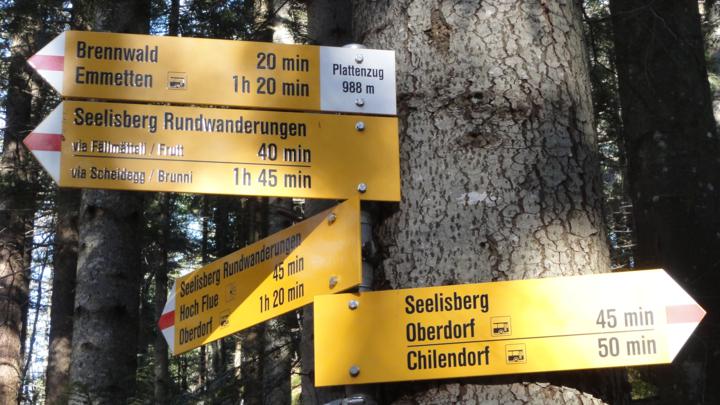 Brennwald 20 min
Emmetten 1h 20 min
Plattenzug
988 m
Seelisberg Rundwanderungen
via Fällmätteli / Frutt 40 min
via Scheidegg / Brunni 1h 45 min
Seelisberg Rundwanderungen
Hoch Flue 45 min
Oberdorf 1h 20 min
Seelisberg
Oberdorf 45 min
Chilendorf 50 min